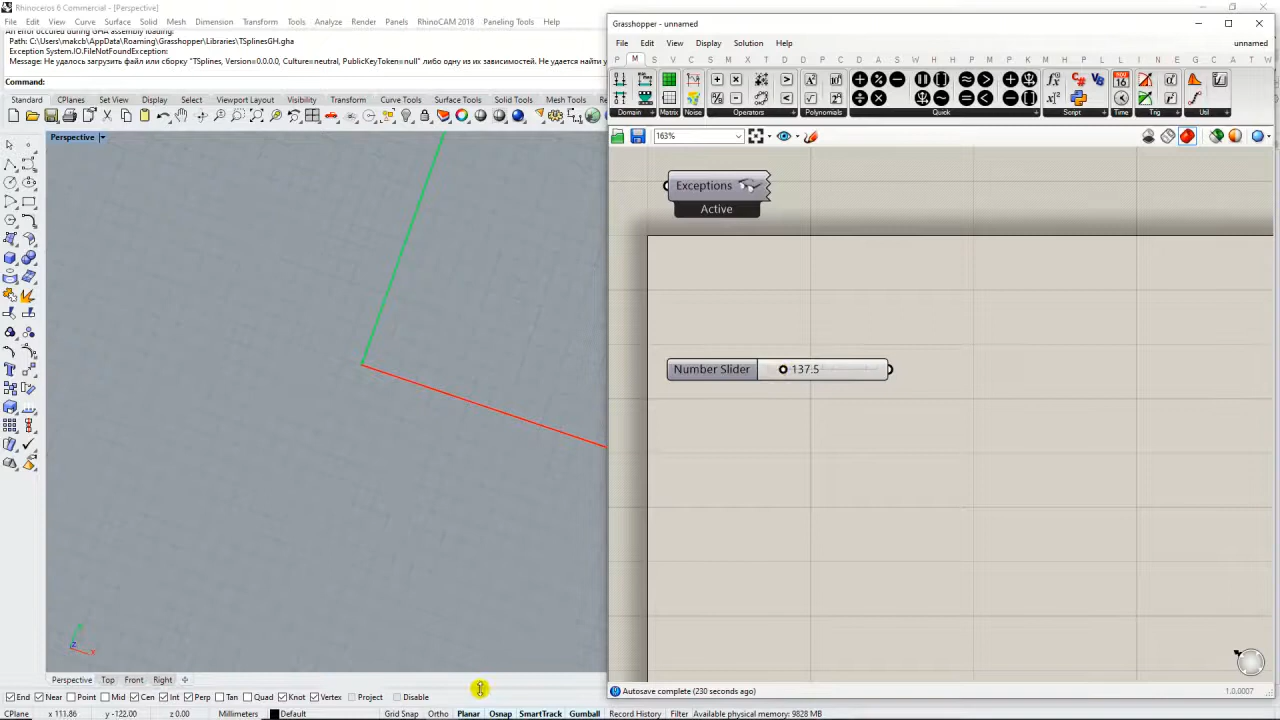 Rhinoceros 6 Commercial - [Perspective]
File Edit View Curve Surface Solid Mesh Dimension Transform Tools Analyze Render Panels RhinoCAM 2018 Paneling Tools Help
An error occured during GHA assembly loading:
Path: C:\Users\makcb\AppData\Roaming\Grasshopper\Libraries\TSplinesGH.gha
Exception System.IO.FileNotFoundException:
Message: Не удалось загрузить файл или сборку "TSplines, Version=0.0.0.0, Culture=neutral, PublicKeyToken=null" либо одну из их зависимостей. Не удается найти у
Command:
Standard CPlanes Set View Display Select Viewport Layout Visibility Transform Curve Tools Surface Tools Solid Tools Mesh Tools
Perspective
x
Perspective Top Front Right
End Near Point Mid Cen Int Perp Tan Quad Knot Vertex Project Disable
CPlane x 111.86 y -122.00 z 0.00 Millimeters Default Grid Snap Ortho Planar Osnap SmartTrack Gumball Record History Filter Available physical memory: 9828 MB
Grasshopper - unnamed
File Edit View Display Solution Help
unnamed
P M S V C S M X T D P K C D F H P A S W E H P M S H F L D H K P L L F S G C S E A T W
Domain Matrix Noise Operators Polynomials Quick Script Time Trig Util
163%
Exceptions
Active
Number Slider 137.5
Autosave complete (230 seconds ago)
1.0.0007